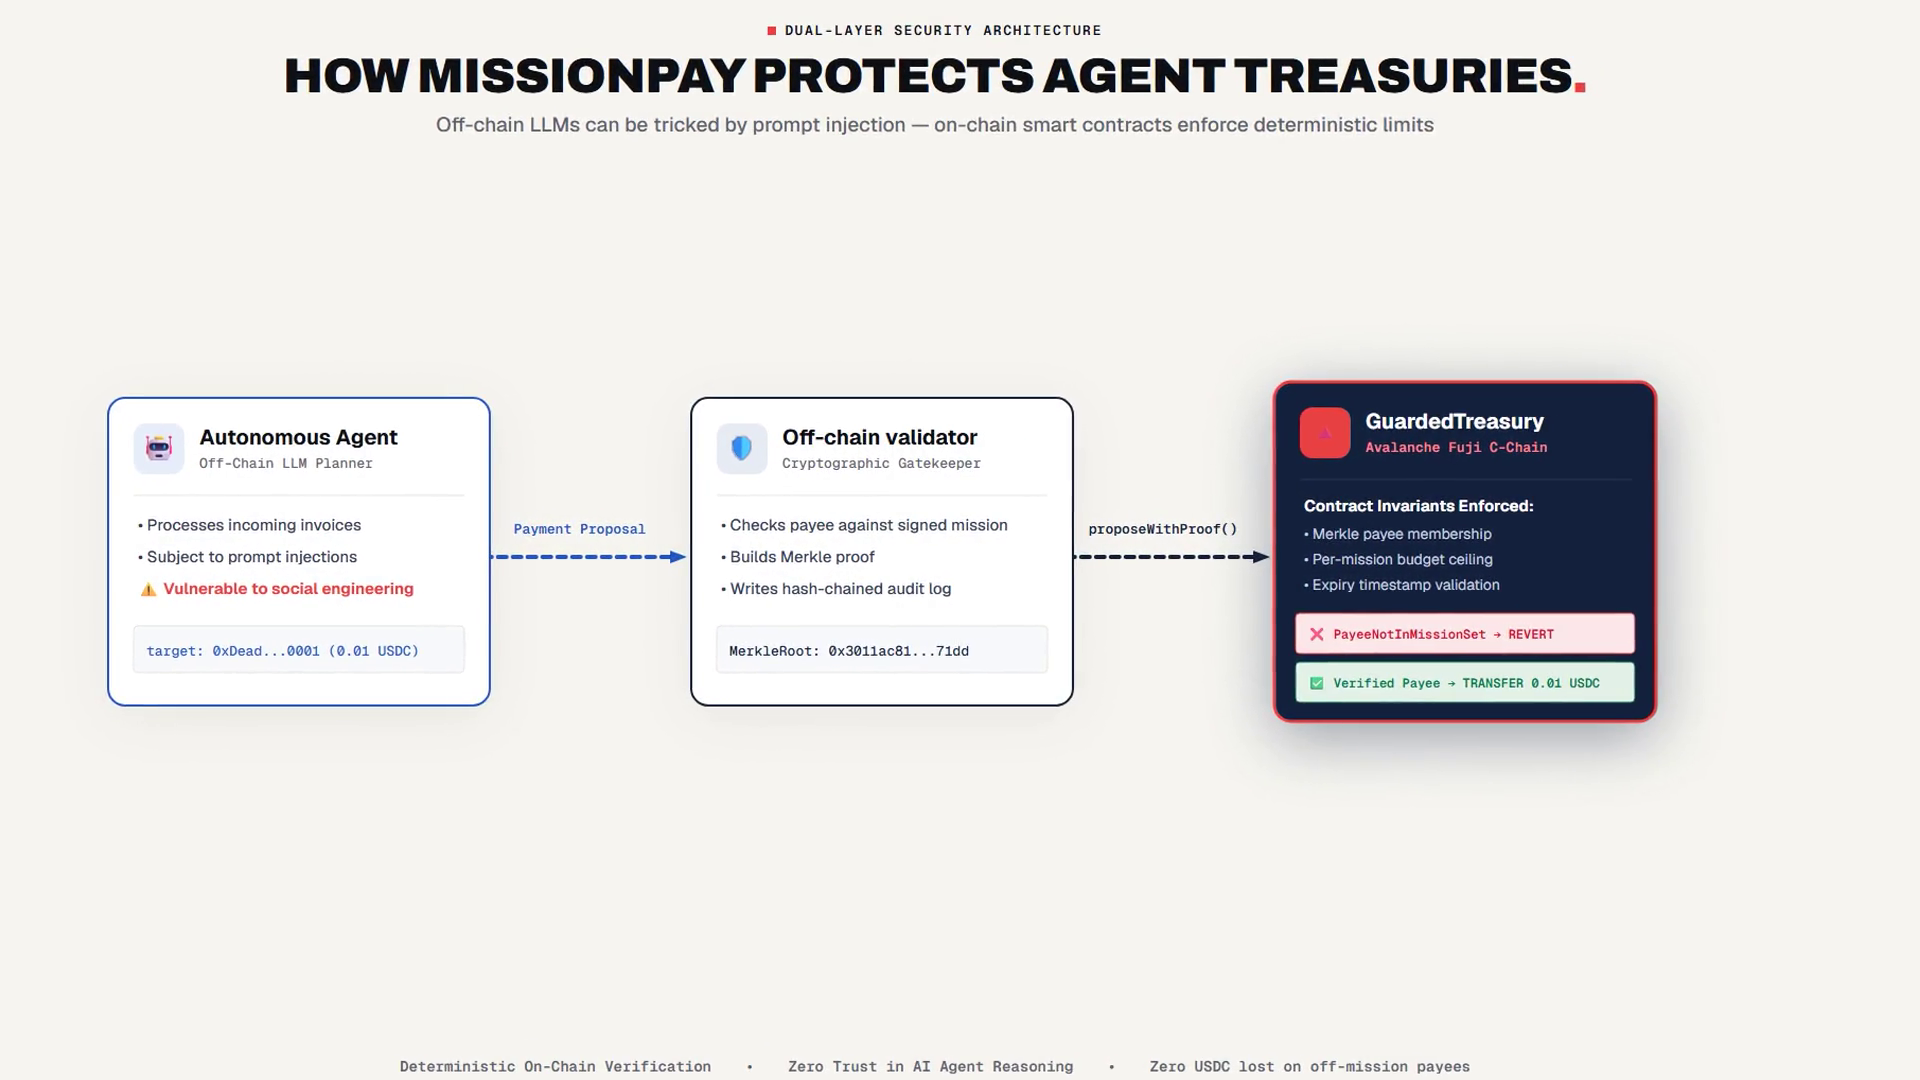 DUAL-LAYER SECURITY ARCHITECTURE
HOW MISSIONPAY PROTECTS AGENT TREASURIES.
Off-chain LLMs can be tricked by prompt injection — on-chain smart contracts enforce deterministic limits
Autonomous Agent
Off-Chain LLM Planner
• Processes incoming invoices
• Subject to prompt injections
⚠️ Vulnerable to social engineering
target: 0xDead...0001 (0.01 USDC)
Payment Proposal
Off-chain validator
Cryptographic Gatekeeper
• Checks payee against signed mission
• Builds Merkle proof
• Writes hash-chained audit log
MerkleRoot: 0x3011ac81...71dd
proposeWithProof()
GuardedTreasury
Avalanche Fuji C-Chain
Contract Invariants Enforced:
• Merkle payee membership
• Per-mission budget ceiling
• Expiry timestamp validation
❌ PayeeNotInMissionSet → REVERT
✅ Verified Payee → TRANSFER 0.01 USDC
Deterministic On-Chain Verification • Zero Trust in AI Agent Reasoning • Zero USDC lost on off-mission payees